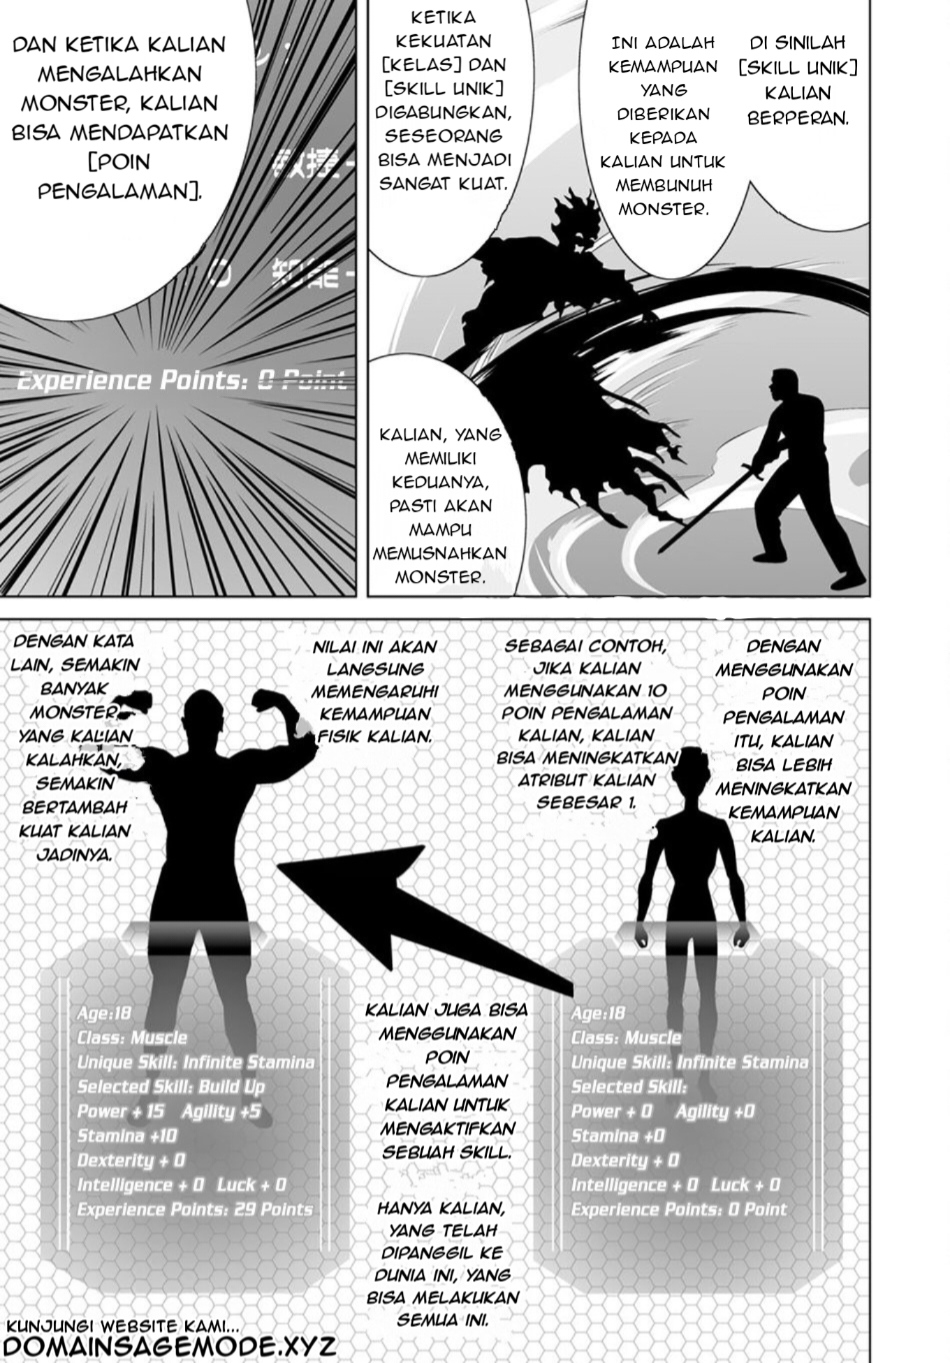 DI SINILAH
[SKILL UNIK]
KALIAN
BERPERAN.
INI ADALAH
KEMAMPUAN
YANG
DIBERIKAN
KEPADA
KALIAN UNTUK
MEMBUNUH
MONSTER.
KETIKA
KEKUATAN
[KELAS] DAN
[SKILL UNIK]
DIGABUNGKAN,
SESEORANG
BISA MENJADI
SANGAT KUAT.
KALIAN, YANG
MEMILIKI
KEDUANYA,
PASTI AKAN
MAMPU
MEMUSNAHKAN
MONSTER.
DAN KETIKA KALIAN
MENGALAHKAN
MONSTER, KALIAN
BISA MENDAPATKAN
[POIN
PENGALAMAN].
敏捷
0 知能
Experience Points: 0 Point
DENGAN
MENGGUNAKAN
POIN
PENGALAMAN
ITU, KALIAN
BISA LEBIH
MENINGKATKAN
KEMAMPUAN
KALIAN.
SEBAGAI CONTOH,
JIKA KALIAN
MENGGUNAKAN 10
POIN PENGALAMAN
KALIAN, KALIAN
BISA MENINGKATKAN
ATRIBUT KALIAN
SEBESAR 1.
NILAI INI AKAN
LANGSUNG
MEMENGARUHI
KEMAMPUAN
FISIK KALIAN.
DENGAN KATA
LAIN, SEMAKIN
BANYAK
MONSTER
YANG KALIAN
KALAHKAN,
SEMAKIN
BERTAMBAH
KUAT KALIAN
JADINYA.
Age:18
Class: Muscle
Unique Skill: Infinite Stamina
Selected Skill:
Power + 0 Agility +0
Stamina +0
Dexterity + 0
Intelligence + 0 Luck + 0
Experience Points: 0 Point
KALIAN JUGA BISA
MENGGUNAKAN
POIN
PENGALAMAN
KALIAN UNTUK
MENGAKTIFKAN
SEBUAH SKILL.
HANYA KALIAN,
YANG TELAH
DIPANGGIL KE
DUNIA INI, YANG
BISA MELAKUKAN
SEMUA INI.
Age:18
Class: Muscle
Unique Skill: Infinite Stamina
Selected Skill: Build Up
Power + 15 Agility +5
Stamina +10
Dexterity + 0
Intelligence + 0 Luck + 0
Experience Points: 29 Points
KUNJUNGI WEBSITE KAMI...
DOMAINSAGEMODE.XYZ